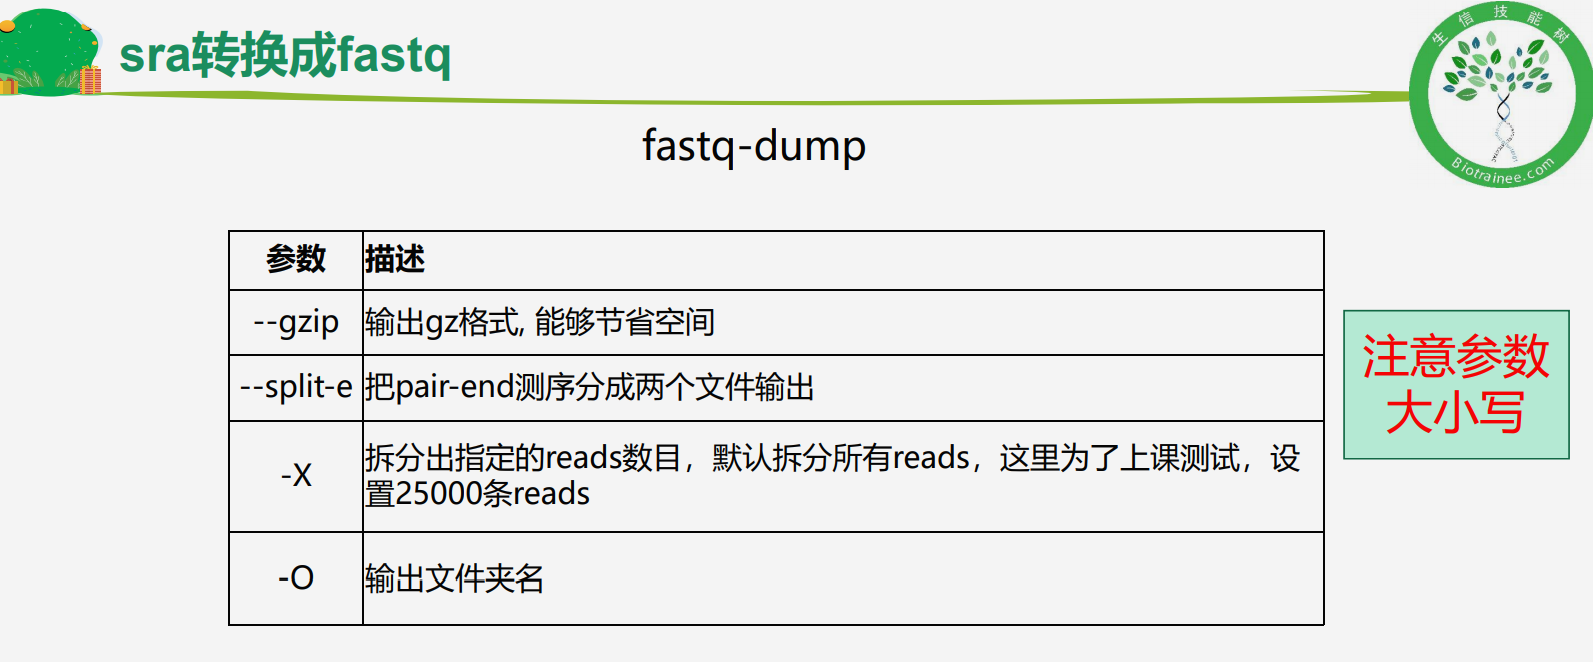 sra转换成fastq
生信技能树
Biotrainee.com
fastq-dump
参数 描述
--gzip 输出gz格式, 能够节省空间
--split-e 把pair-end测序分成两个文件输出
-X 拆分出指定的reads数目，默认拆分所有reads，这里为了上课测试，设
置25000条reads
-O 输出文件夹名
注意参数
大小写